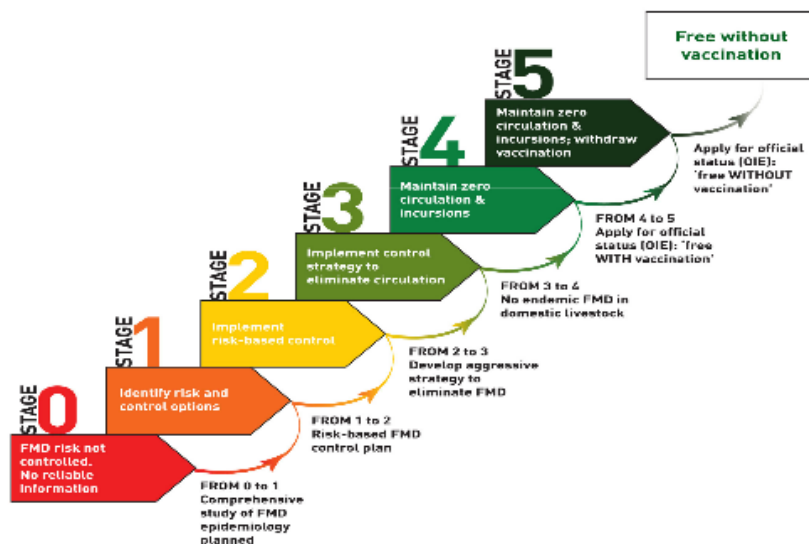 Free without
vaccination
STAGE 5
Maintain zero
circulation &
incursions; withdraw
vaccination
Apply for official
status (OIE):
'free WITHOUT
vaccination'
STAGE 4
Maintain zero
circulation &
incursions
FROM 4 to 5
Apply for official
status (OIE): 'free
WITH vaccination'
STAGE 3
Implement control
strategy to
eliminate circulation
FROM 3 to 4
No endemic FMD in
domestic livestock
STAGE 2
Implement
risk-based control
FROM 2 to 3
Develop aggressive
strategy to
eliminate FMD
STAGE 1
Identify risk and
control options
FROM 1 to 2
Risk-based FMD
control plan
STAGE 0
FMD risk not
controlled.
No reliable
information
FROM 0 to 1
Comprehensive
study of FMD
epidemiology
planned